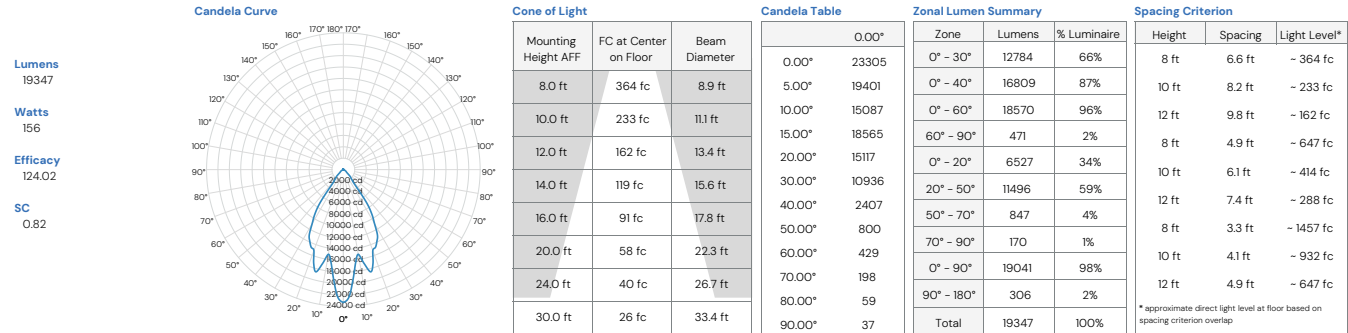 Lumens
19347
Watts
156
Efficacy
124.02
SC
0.82
Candela Curve
170° 180° 170°
160° 160°
150° 150°
140° 140°
130° 130°
120° 120°
110° 110°
100° 100°
90° 90°
80° 80°
70° 70°
60° 60°
50° 50°
40° 40°
30° 30°
20° 20°
10° 10°
0°
2000 cd
4000 cd
6000 cd
8000 cd
10000 cd
12000 cd
14000 cd
16000 cd
18000 cd
20000 cd
22000 cd
24000 cd
Cone of Light
Mounting Height AFF FC at Center on Floor Beam Diameter
8.0 ft 364 fc 8.9 ft
10.0 ft 233 fc 11.1 ft
12.0 ft 162 fc 13.4 ft
14.0 ft 119 fc 15.6 ft
16.0 ft 91 fc 17.8 ft
20.0 ft 58 fc 22.3 ft
24.0 ft 40 fc 26.7 ft
30.0 ft 26 fc 33.4 ft
Candela Table
0.00°
0.00° 23305
5.00° 19401
10.00° 15087
15.00° 18565
20.00° 15117
30.00° 10936
40.00° 2407
50.00° 800
60.00° 429
70.00° 198
80.00° 59
90.00° 37
Zonal Lumen Summary
Zone Lumens % Luminaire
0° - 30° 12784 66%
0° - 40° 16809 87%
0° - 60° 18570 96%
60° - 90° 471 2%
0° - 20° 6527 34%
20° - 50° 11496 59%
50° - 70° 847 4%
70° - 90° 170 1%
0° - 90° 19041 98%
90° - 180° 306 2%
Total 19347 100%
Spacing Criterion
Height Spacing Light Level*
8 ft 6.6 ft ~ 364 fc
10 ft 8.2 ft ~ 233 fc
12 ft 9.8 ft ~ 162 fc
8 ft 4.9 ft ~ 647 fc
10 ft 6.1 ft ~ 414 fc
12 ft 7.4 ft ~ 288 fc
8 ft 3.3 ft ~ 1457 fc
10 ft 4.1 ft ~ 932 fc
12 ft 4.9 ft ~ 647 fc
* approximate direct light level at floor based on
spacing criterion overlap